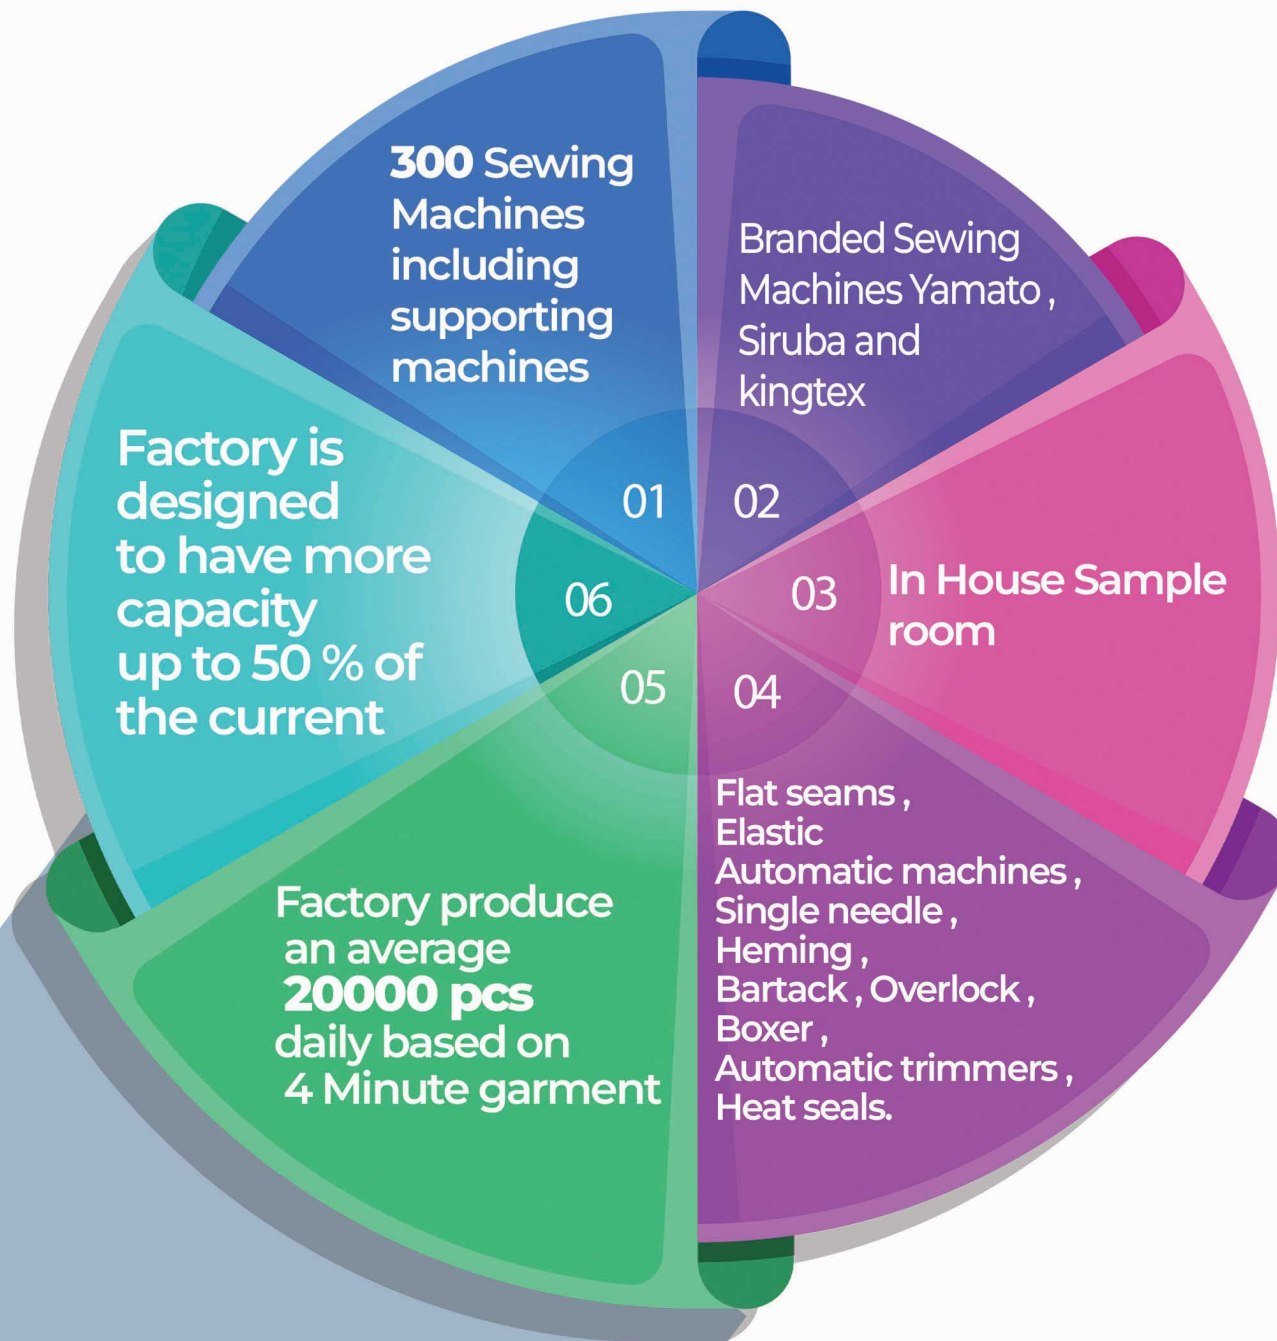 300 Sewing
Machines
including
supporting
machines
01
Branded Sewing
Machines Yamato ,
Siruba and
kingtex
02
In House Sample
room
03
04
Flat seams ,
Elastic
Automatic machines ,
Single needle ,
Heming ,
Bartack , Overlock ,
Boxer ,
Automatic trimmers ,
Heat seals.
05
Factory produce
an average
20000 pcs
daily based on
4 Minute garment
06
Factory is
designed
to have more
capacity
up to 50 % of
the current